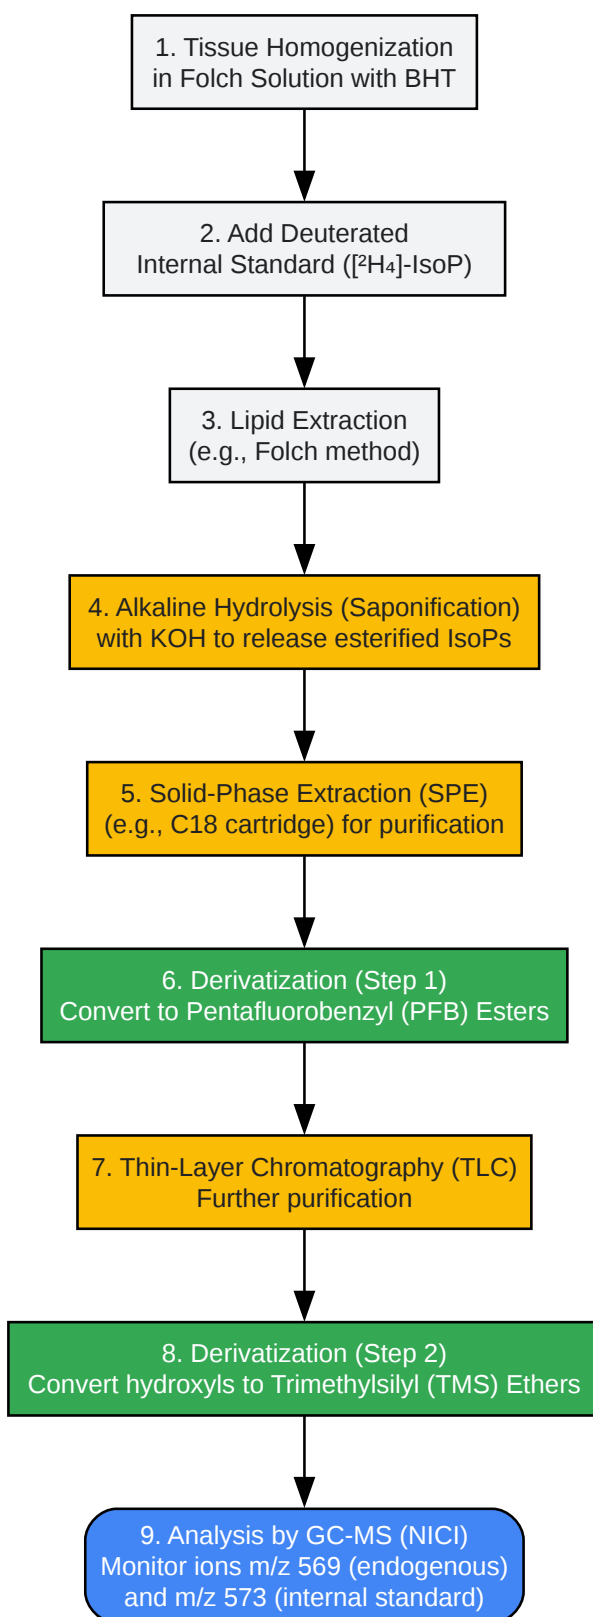 1. Tissue Homogenization
in Folch Solution with BHT
2. Add Deuterated
Internal Standard ([²H₄]-IsoP)
3. Lipid Extraction
(e.g., Folch method)
4. Alkaline Hydrolysis (Saponification)
with KOH to release esterified IsoPs
5. Solid-Phase Extraction (SPE)
(e.g., C18 cartridge) for purification
6. Derivatization (Step 1)
Convert to Pentafluorobenzyl (PFB) Esters
7. Thin-Layer Chromatography (TLC)
Further purification
8. Derivatization (Step 2)
Convert hydroxyls to Trimethylsilyl (TMS) Ethers
9. Analysis by GC-MS (NICI)
Monitor ions m/z 569 (endogenous)
and m/z 573 (internal standard)